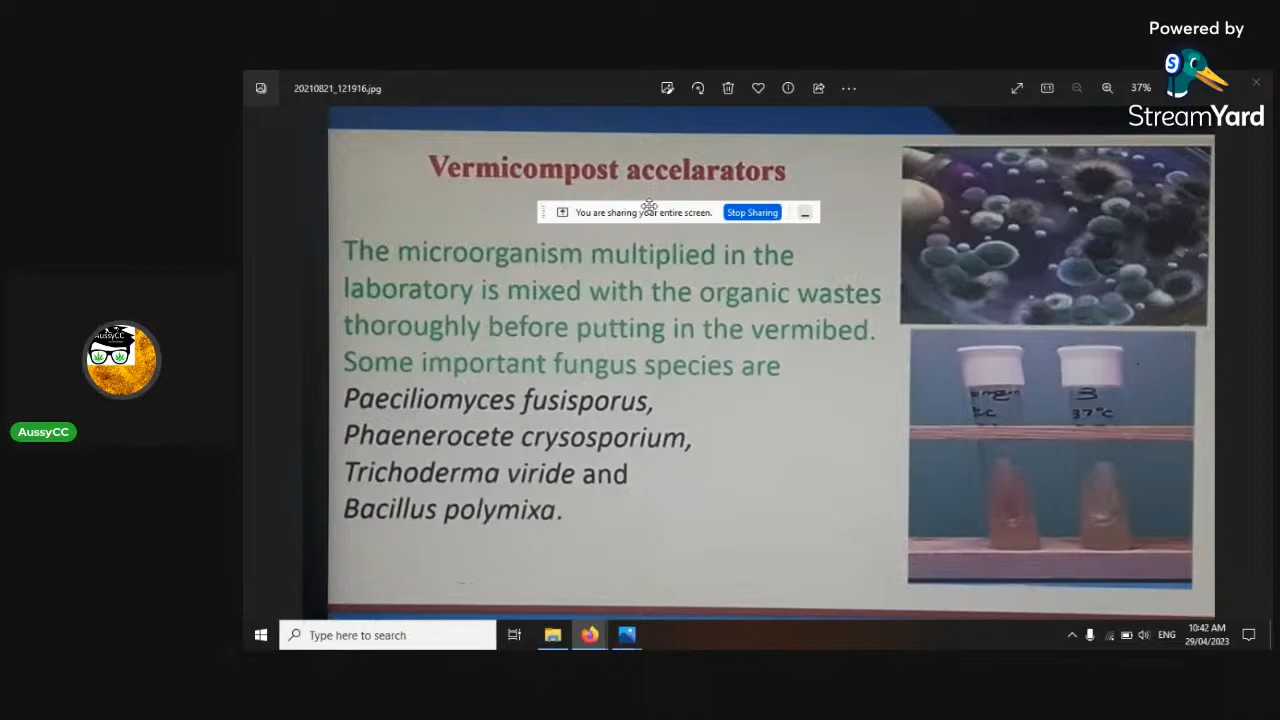 Powered by
StreamYard
20210821_121916.jpg
37%
Vermicompost accelarators
You are sharing your entire screen.
Stop Sharing
The microorganism multiplied in the
laboratory is mixed with the organic wastes
thoroughly before putting in the vermibed.
Some important fungus species are
Paeciliomyces fusisporus,
Phaenerocete crysosporium,
Trichoderma viride and
Bacillus polymixa.
3
37°C
AussyCC
AussyCC
Type here to search
ENG
10:42 AM
29/04/2023